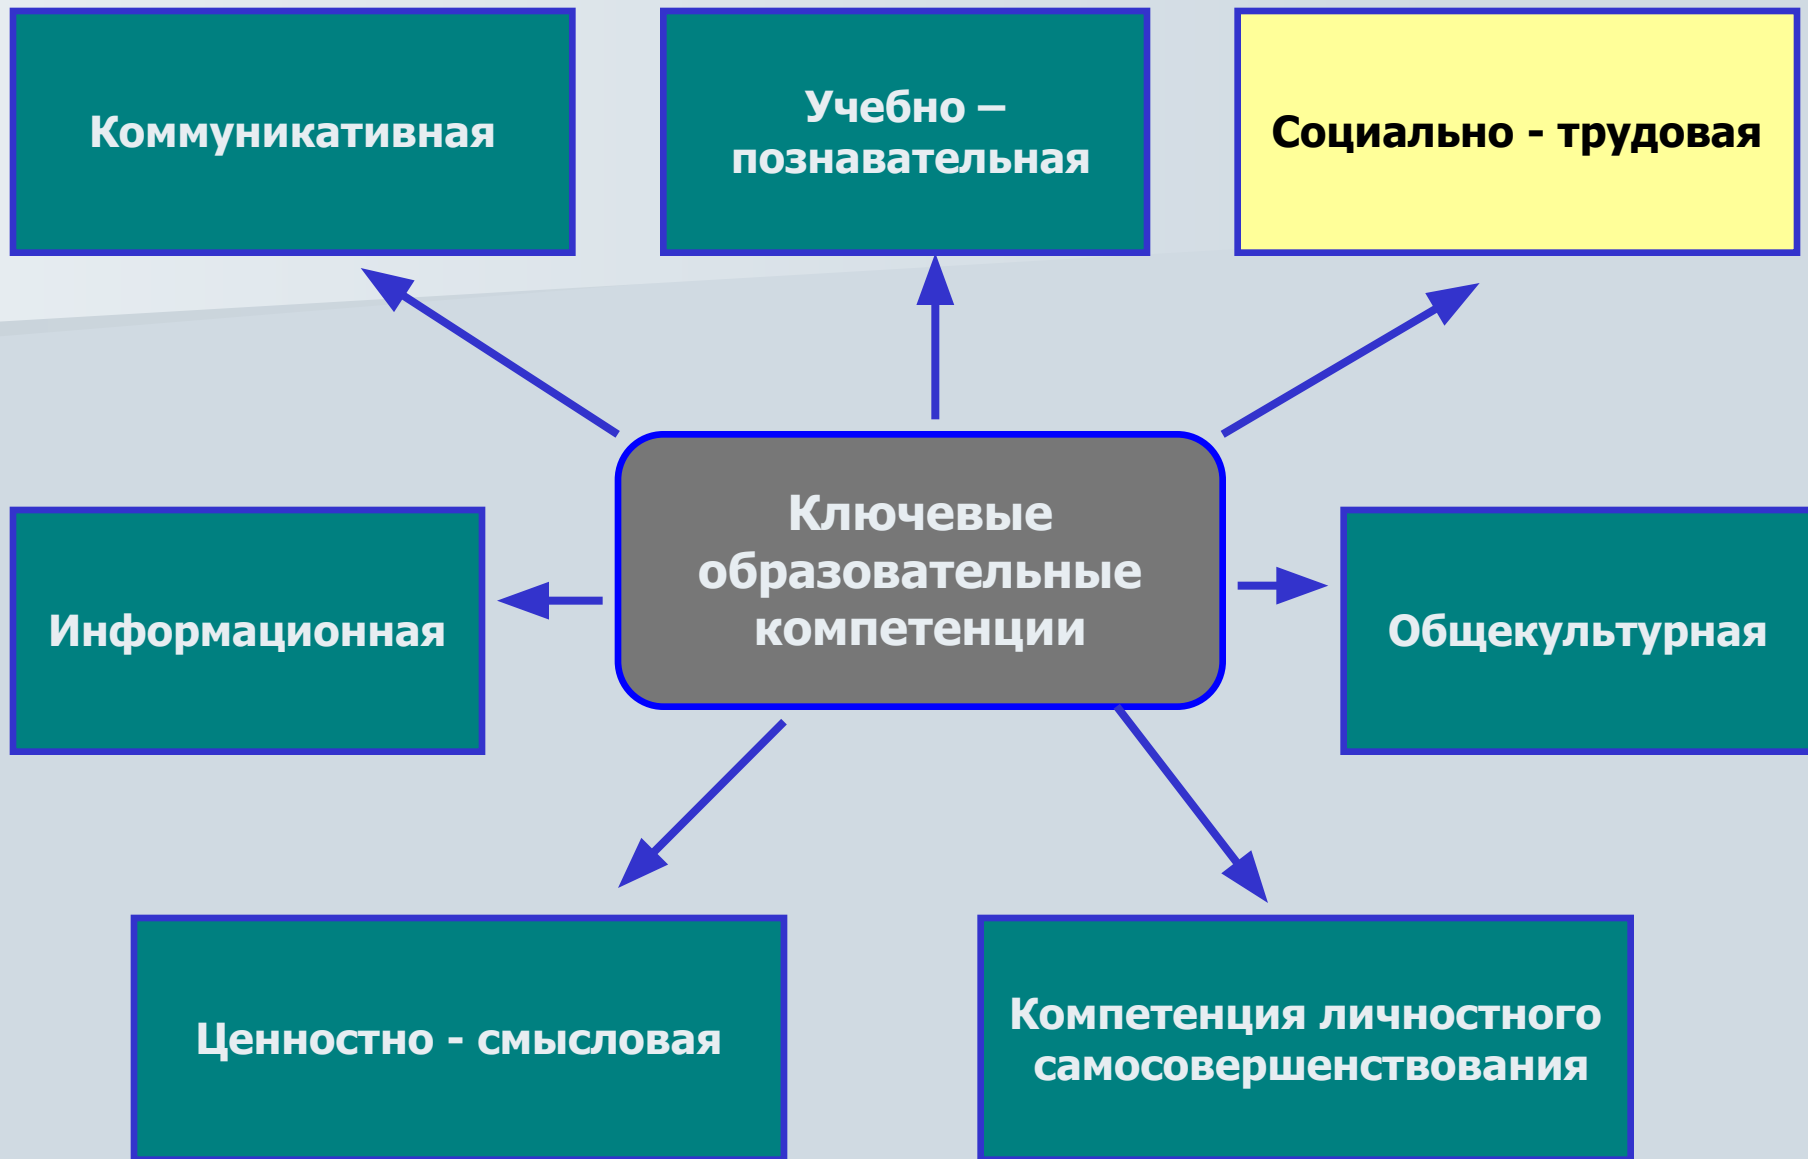 Коммуникативная
Учебно –
познавательная
Социально - трудовая
Ключевые
образовательные
компетенции
Информационная
Общекультурная
Ценностно - смысловая
Компетенция личностного
самосовершенствования